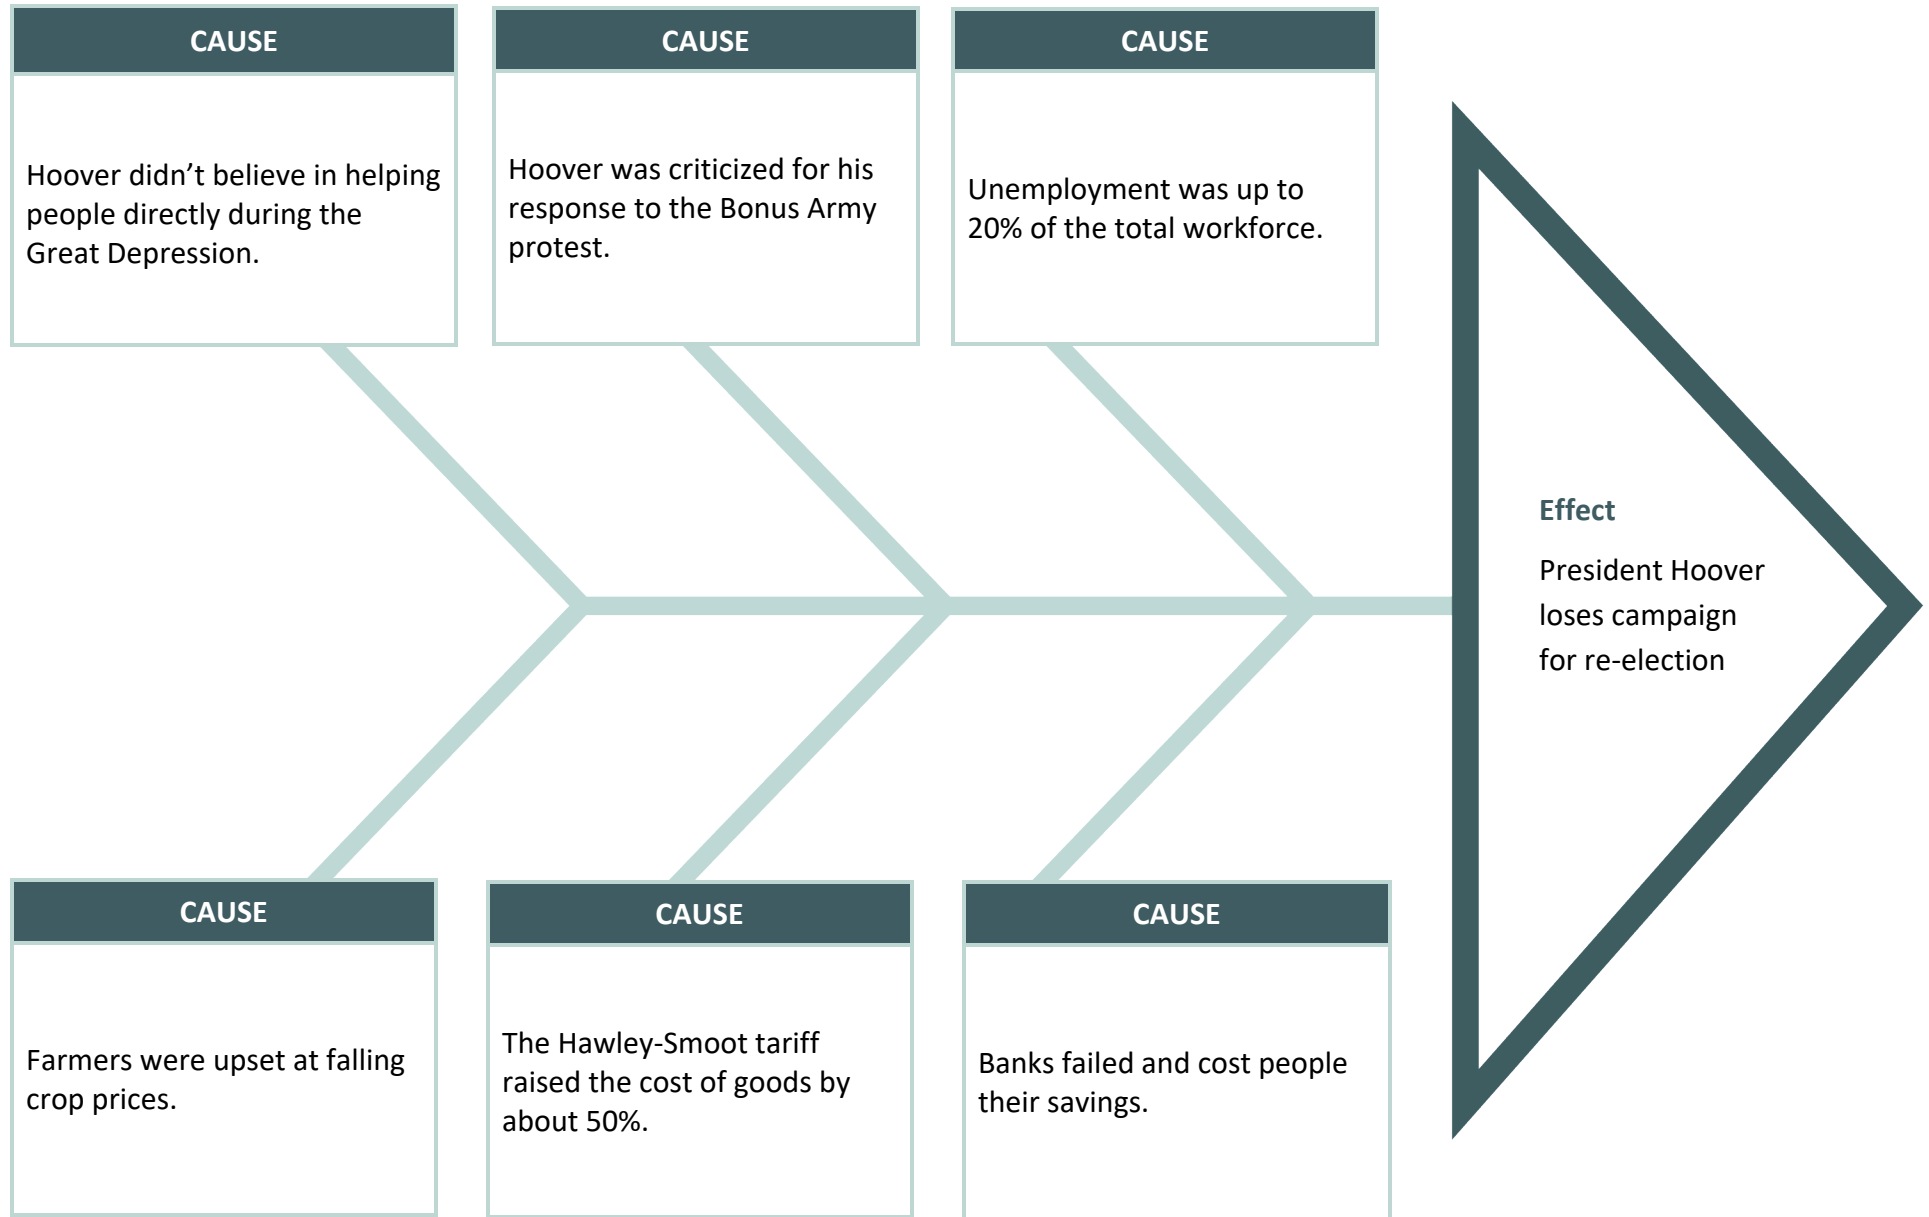 CAUSE
Hoover didn’t believe in helping
people directly during the
Great Depression.
CAUSE
Hoover was criticized for his
response to the Bonus Army
protest.
CAUSE
Unemployment was up to
20% of the total workforce.
Effect
President Hoover
loses campaign
for re-election
CAUSE
Farmers were upset at falling
crop prices.
CAUSE
The Hawley-Smoot tariff
raised the cost of goods by
about 50%.
CAUSE
Banks failed and cost people
their savings.